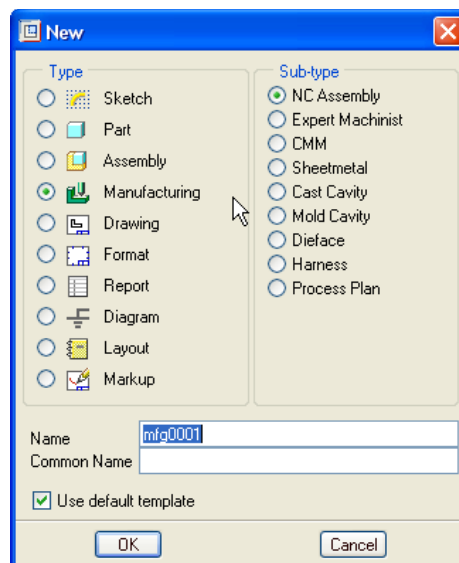 New
Type
Sketch
Part
Assembly
Manufacturing
Drawing
Format
Report
Diagram
Layout
Markup
Sub-type
NC Assembly
Expert Machinist
CMM
Sheetmetal
Cast Cavity
Mold Cavity
Dieface
Harness
Process Plan
Name mfg0001
Common Name
Use default template
OK Cancel